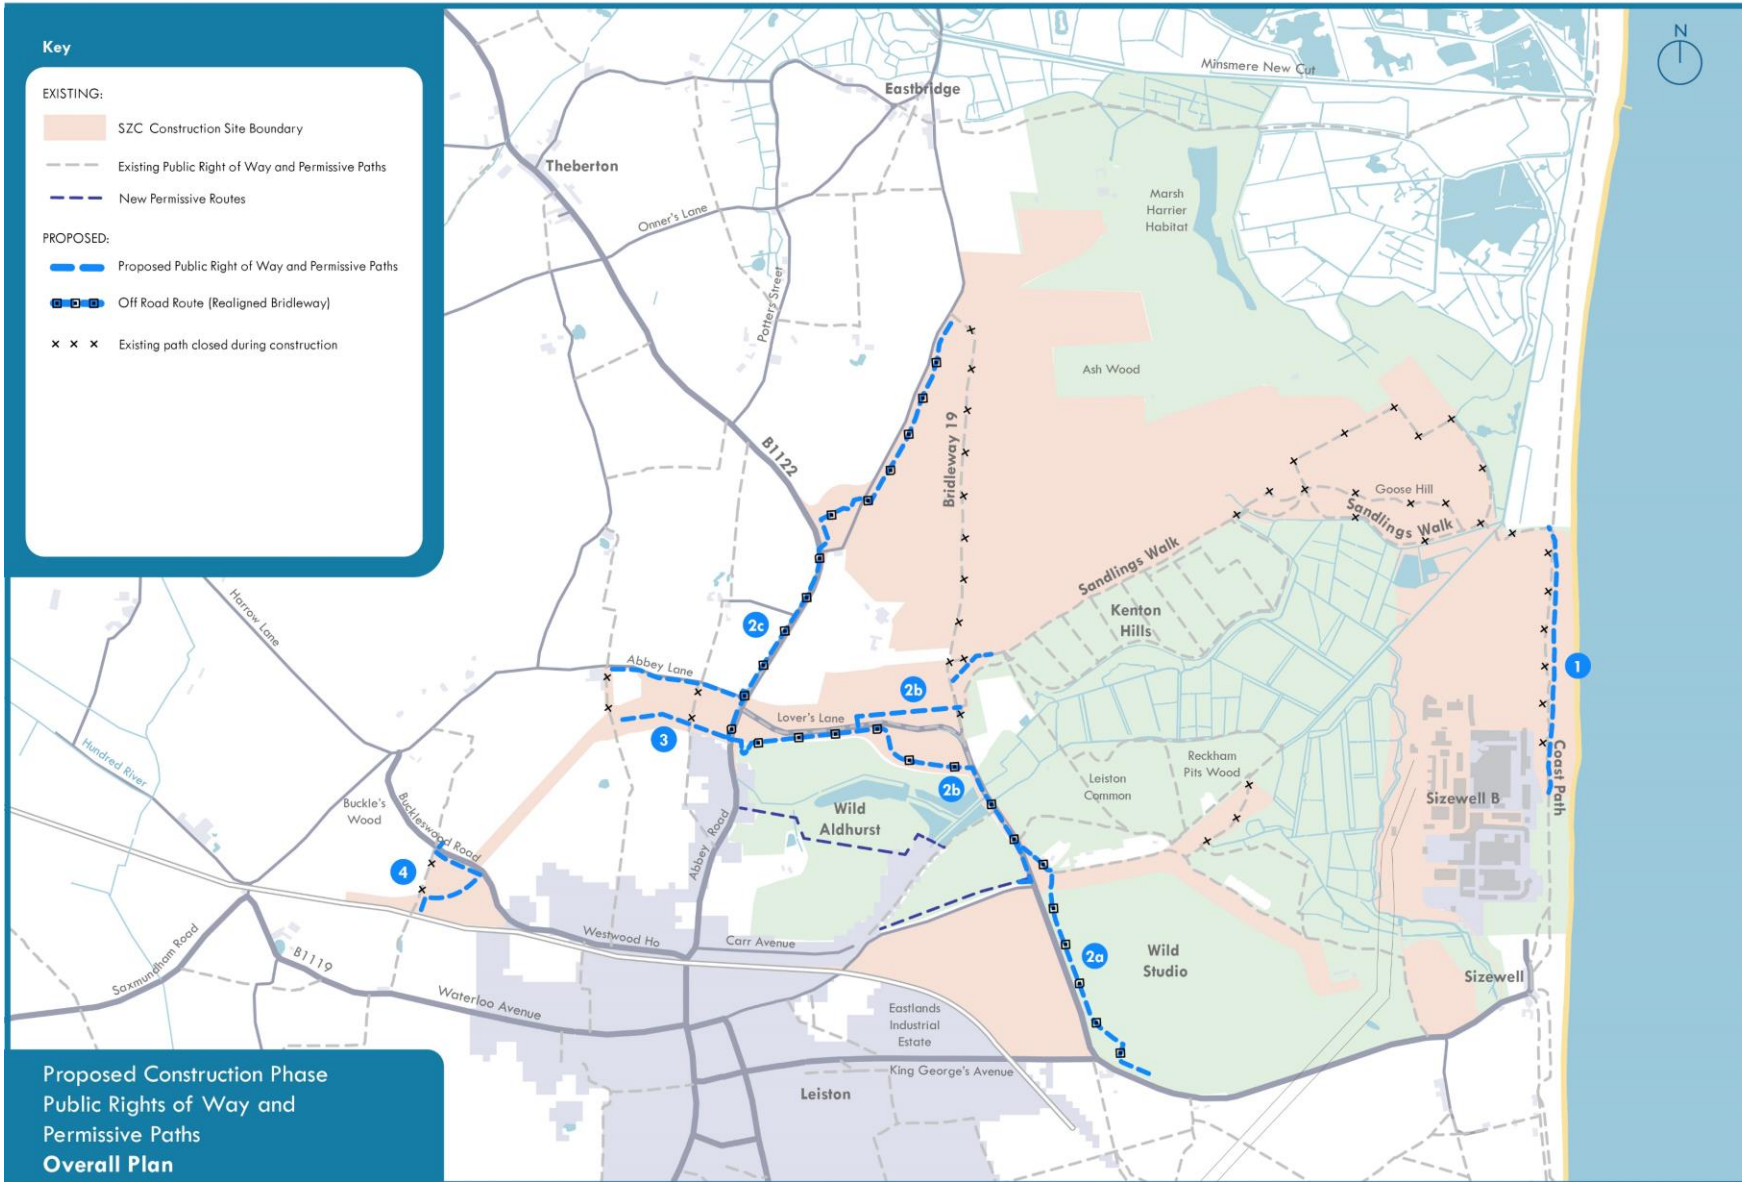 Key
EXISTING:
SZC Construction Site Boundary
Existing Public Right of Way and Permissive Paths
New Permissive Routes
PROPOSED:
Proposed Public Right of Way and Permissive Paths
Off Road Route (Realigned Bridleway)
Existing path closed during construction
N
Minsmere New Cut
Eastbridge
Theberton
Onner's Lane
Potters Street
Marsh
Harrier
Habitat
Ash Wood
B1122
Bridleway 19
Goose Hill
Sandlings Walk
Sandlings Walk
Kenton
Hills
Harrow Lane
2c
Abbey Lane
1
2b
Lover's Lane
3
Hundred River
Coast Path
Reckham
Pits Wood
Leiston
Common
2b
Sizewell B
Buckle's
Wood
Buckleswood Road
Wild
Aldhurst
Abbey Road
4
Westwood Ho
Carr Avenue
Saxmundham Road
B1119
Waterloo Avenue
2a
Wild
Studio
Sizewell
Eastlands
Industrial
Estate
King George's Avenue
Leiston
Proposed Construction Phase
Public Rights of Way and
Permissive Paths
Overall Plan